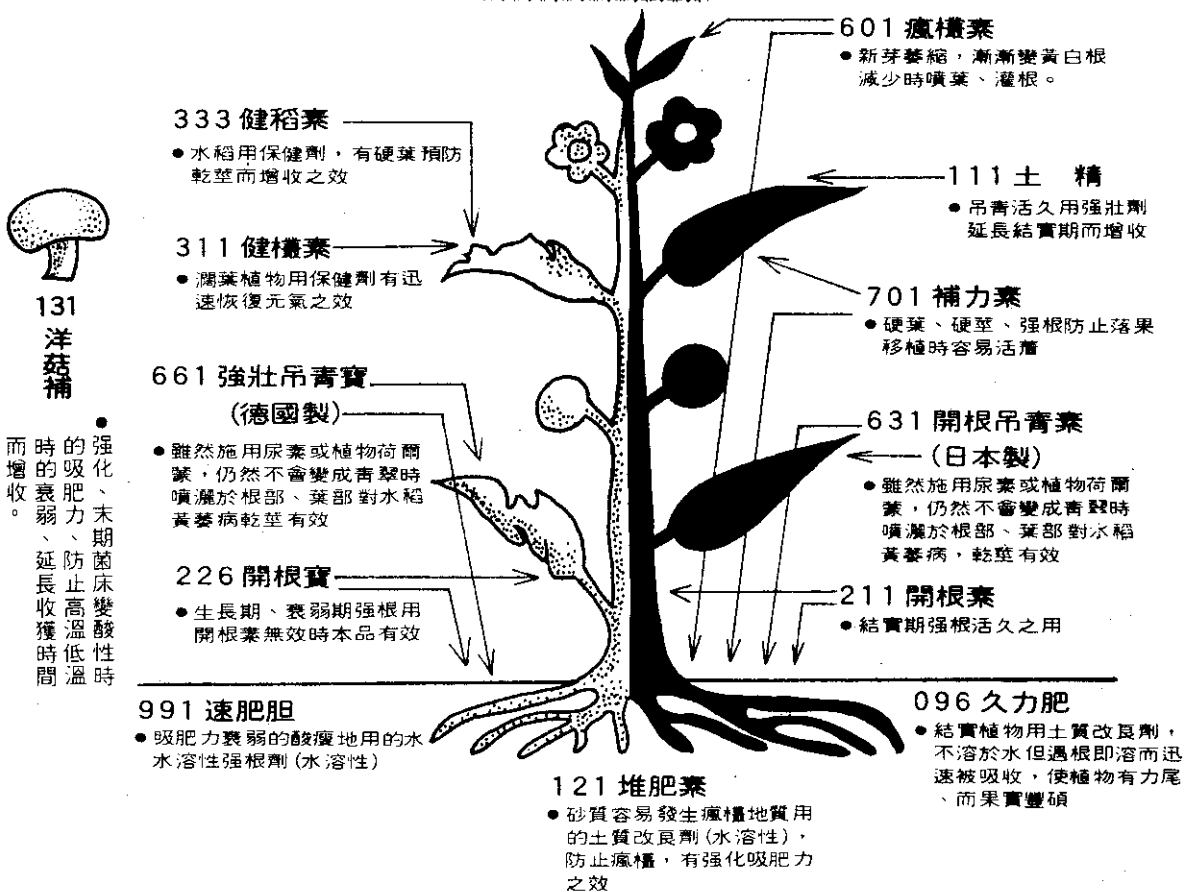 601 瘋欉素
● 新芽萎縮，漸漸變黃白根
減少時噴葉、灌根。
333 健稻素
● 水稻用保健劑，有硬葉預防
乾莖而增收之效
111 土 精
● 吊青活久用强壯劑
延長結實期而增收
311 健欉素
● 濶葉植物用保健劑有迅
速恢復元氣之效
131
洋菇補
● 强化、末期菌床變酸性時
的吸肥力、防止高溫低溫
時的衰弱、延長收獲時間
而增收。
701 補力素
● 硬葉、硬莖、强根防止落果
移植時容易活着
661 強壯吊青寶
(德國製)
● 雖然施用尿素或植物荷爾
蒙，仍然不會變成青翠時
噴灑於根部、葉部對水稻
黃萎病乾莖有效
631 開根吊青素
(日本製)
● 雖然施用尿素或植物荷爾
蒙，仍然不會變成青翠時
噴灑於根部、葉部對水稻
黃萎病，乾莖有效
226 開根寶
● 生長期、衰弱期强根用
開根素無效時本品有效
211 開根素
● 結實期强根活久之用
991 速肥胆
● 吸肥力衰弱的酸瘦地用的水
水溶性强根劑(水溶性)
096 久力肥
● 結實植物用土質改良劑，
不溶於水但遇根即溶而迅
速被吸收，使植物有力尾
、而果實豐碩
121 堆肥素
● 砂質容易發生瘋欉地質用
的土質改良劑(水溶性)，
防止瘋欉，有强化吸肥力
之效